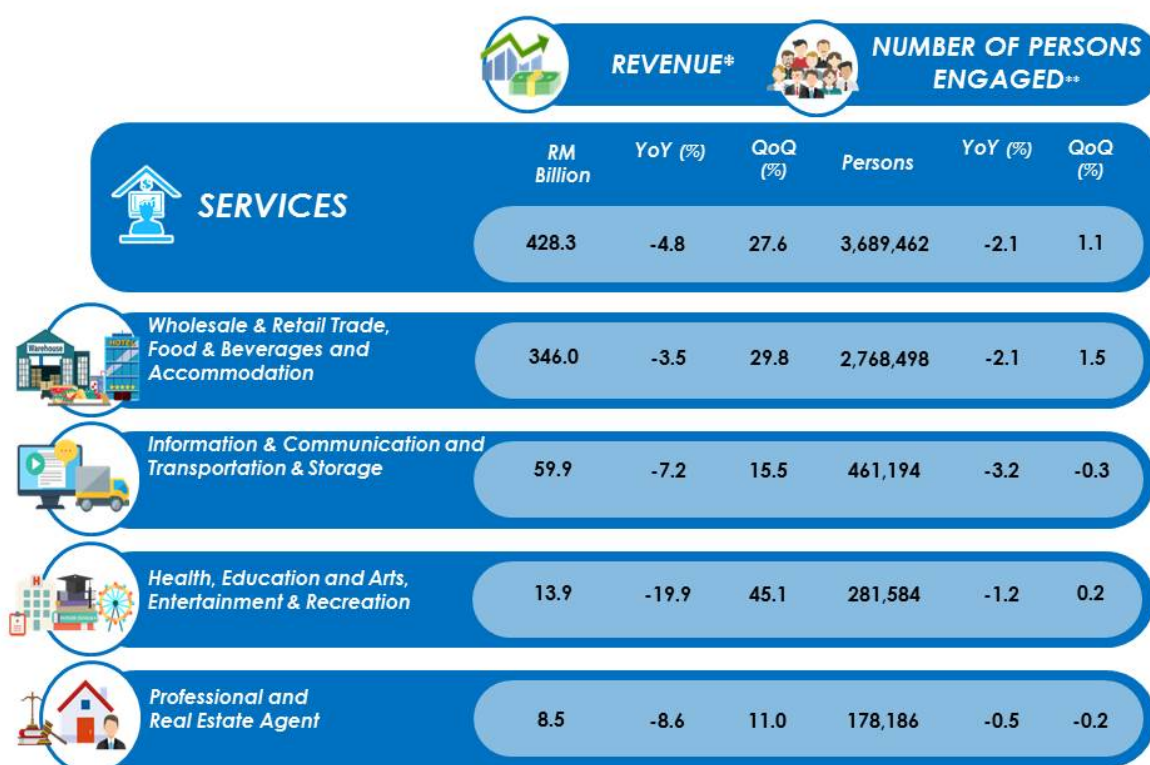 REVENUE*
NUMBER OF PERSONS
ENGAGED**
SERVICES
RM
Billion
YoY (%)
QoQ
(%)
Persons
YoY (%)
QoQ
(%)
428.3 -4.8 27.6 3,689,462 -2.1 1.1
Warehouse
HOTEL
Wholesale & Retail Trade,
Food & Beverages and
Accommodation
346.0 -3.5 29.8 2,768,498 -2.1 1.5
Information & Communication and
Transportation & Storage
59.9 -7.2 15.5 461,194 -3.2 -0.3
H
Health, Education and Arts,
Entertainment & Recreation
13.9 -19.9 45.1 281,584 -1.2 0.2
Professional and
Real Estate Agent
8.5 -8.6 11.0 178,186 -0.5 -0.2